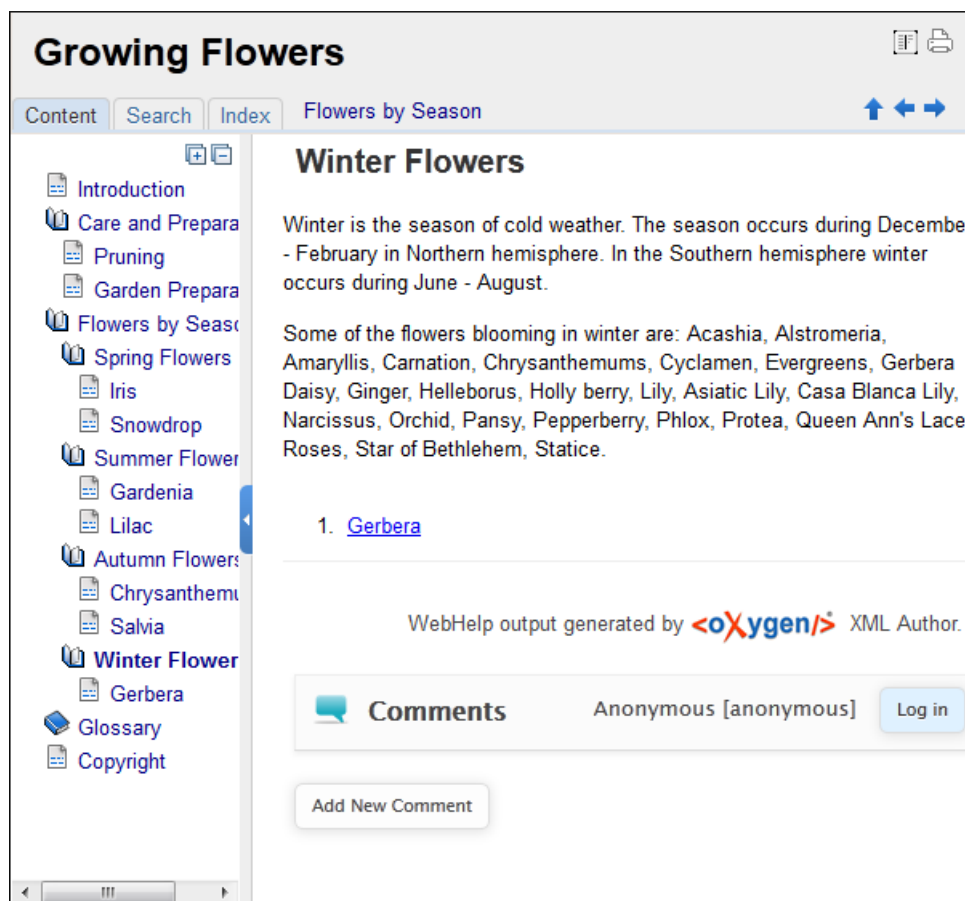 Growing Flowers
Content Search Index Flowers by Season
Introduction
Care and Prepara
Pruning
Garden Prepara
Flowers by Seaso
Spring Flowers
Iris
Snowdrop
Summer Flower
Gardenia
Lilac
Autumn Flowers
Chrysanthemu
Salvia
Winter Flower
Gerbera
Glossary
Copyright
Winter Flowers
Winter is the season of cold weather. The season occurs during Decembe
- February in Northern hemisphere. In the Southern hemisphere winter
occurs during June - August.
Some of the flowers blooming in winter are: Acashia, Alstromeria,
Amaryllis, Carnation, Chrysanthemums, Cyclamen, Evergreens, Gerbera
Daisy, Ginger, Helleborus, Holly berry, Lily, Asiatic Lily, Casa Blanca Lily,
Narcissus, Orchid, Pansy, Pepperberry, Phlox, Protea, Queen Ann's Lace
Roses, Star of Bethlehem, Statice.
1. Gerbera
WebHelp output generated by <oXygen/>® XML Author.
Comments Anonymous [anonymous] Log in
Add New Comment